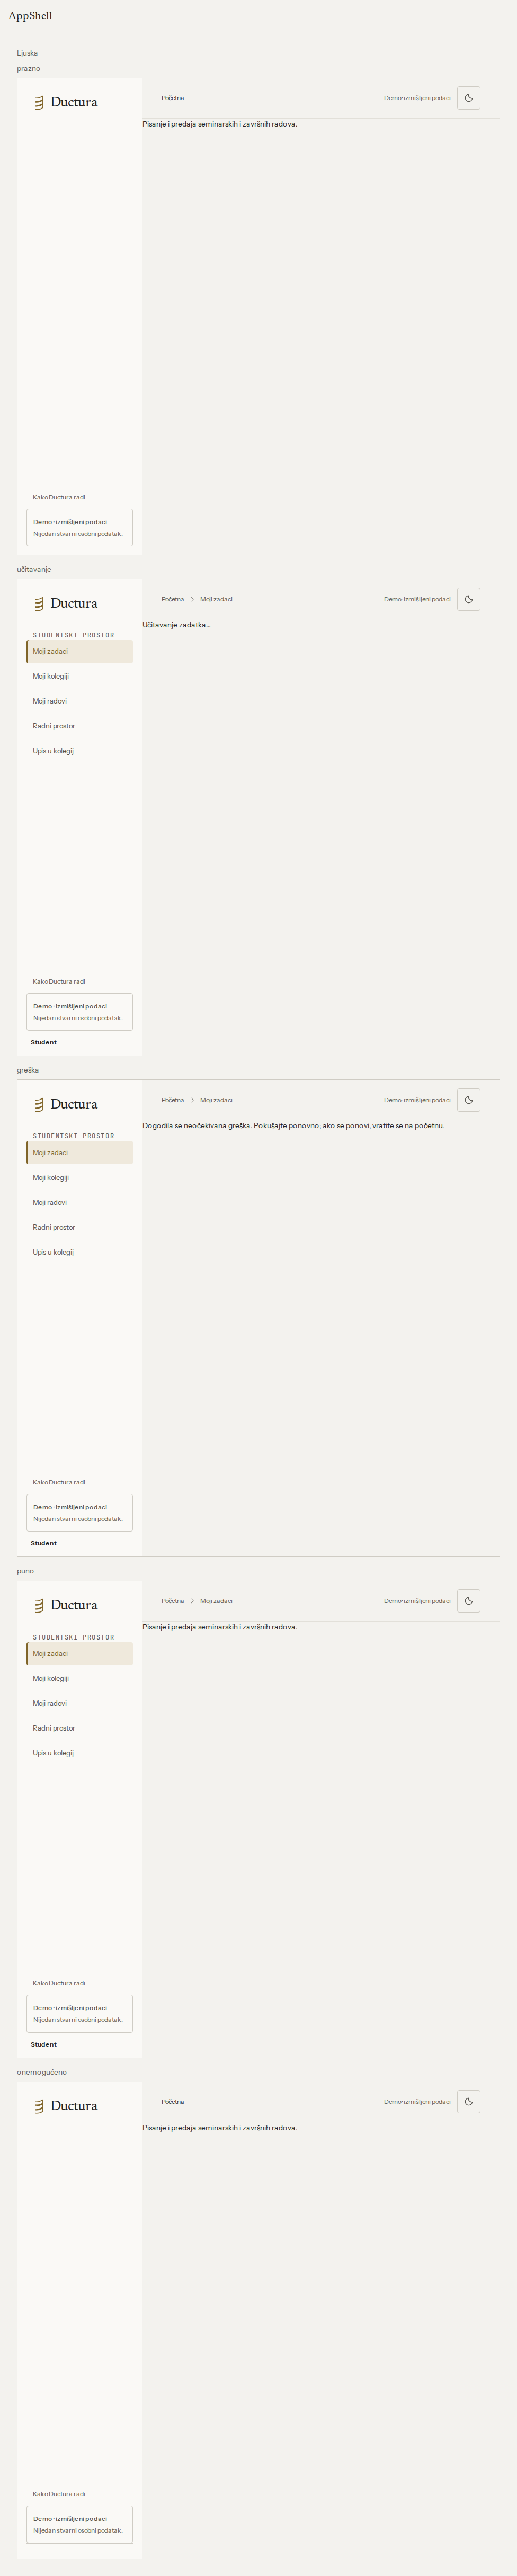 AppShell
Ljuska
prazno
Ductura
Početna
Demo · izmišljeni podaci
Pisanje i predaja seminarskih i završnih radova.
Kako Ductura radi
Demo · izmišljeni podaci
Nijedan stvarni osobni podatak.
učitavanje
Ductura
Početna > Moji zadaci
Demo · izmišljeni podaci
Učitavanje zadatka…
STUDENTSKI PROSTOR
Moji zadaci
Moji kolegiji
Moji radovi
Radni prostor
Upis u kolegij
Kako Ductura radi
Demo · izmišljeni podaci
Nijedan stvarni osobni podatak.
Student
greška
Ductura
Početna > Moji zadaci
Demo · izmišljeni podaci
Dogodila se neočekivana greška. Pokušajte ponovno; ako se ponovi, vratite se na početnu.
STUDENTSKI PROSTOR
Moji zadaci
Moji kolegiji
Moji radovi
Radni prostor
Upis u kolegij
Kako Ductura radi
Demo · izmišljeni podaci
Nijedan stvarni osobni podatak.
Student
puno
Ductura
Početna > Moji zadaci
Demo · izmišljeni podaci
Pisanje i predaja seminarskih i završnih radova.
STUDENTSKI PROSTOR
Moji zadaci
Moji kolegiji
Moji radovi
Radni prostor
Upis u kolegij
Kako Ductura radi
Demo · izmišljeni podaci
Nijedan stvarni osobni podatak.
Student
onemogućeno
Ductura
Početna
Demo · izmišljeni podaci
Pisanje i predaja seminarskih i završnih radova.
Kako Ductura radi
Demo · izmišljeni podaci
Nijedan stvarni osobni podatak.